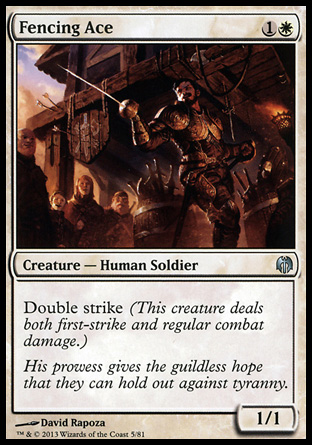 Fencing Ace 1
Creature — Human Soldier
Double strike (This creature deals
both first-strike and regular combat
damage.)
His prowess gives the guildless hope
that they can hold out against tyranny.
David Rapoza
™ & © 2013 Wizards of the Coast 5/81
1/1